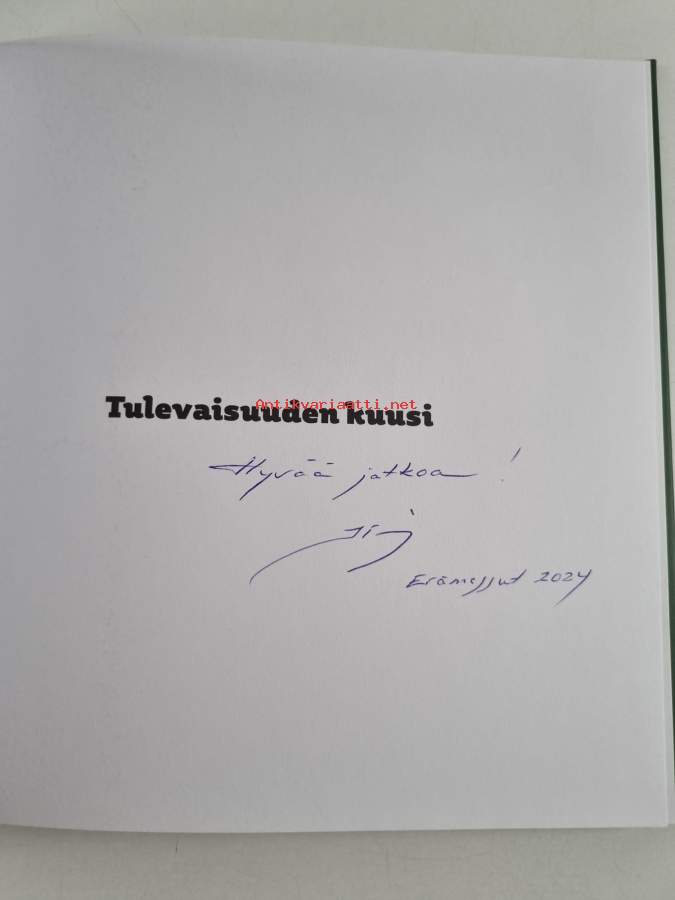 Tulevaisuuden kuusi
Antikvariaatti.net
Hyvää jatkoa !
Erämessut 2024